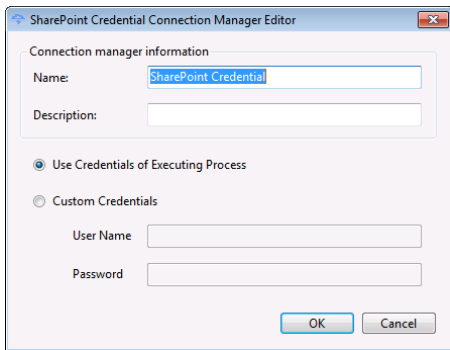 SharePoint Credential Connection Manager Editor
Connection manager information
Name: SharePoint Credential
Description:
Use Credentials of Executing Process
Custom Credentials
User Name
Password
OK Cancel